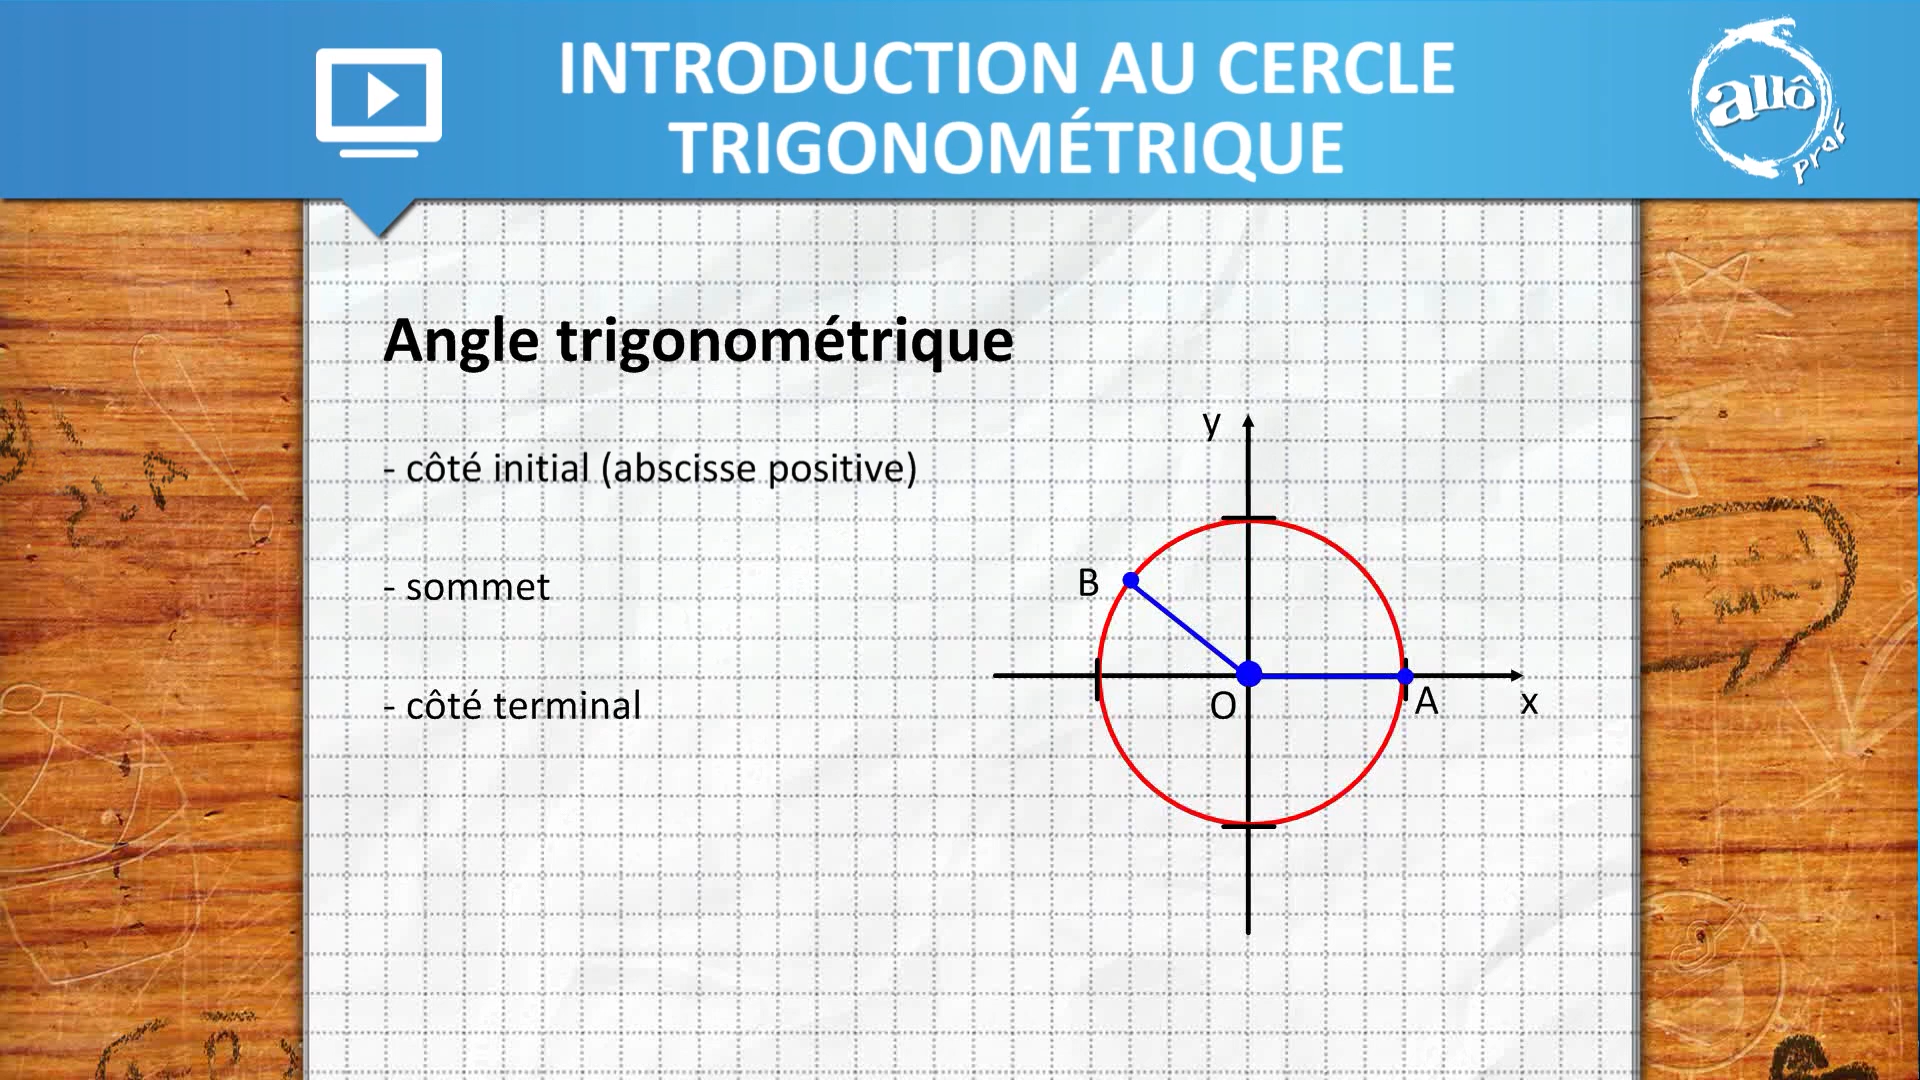 INTRODUCTION AU CERCLE
TRIGONOMÉTRIQUE
allô
prof
Angle trigonométrique
- côté initial (abscisse positive)
- sommet
- côté terminal
y
B
O
A
x